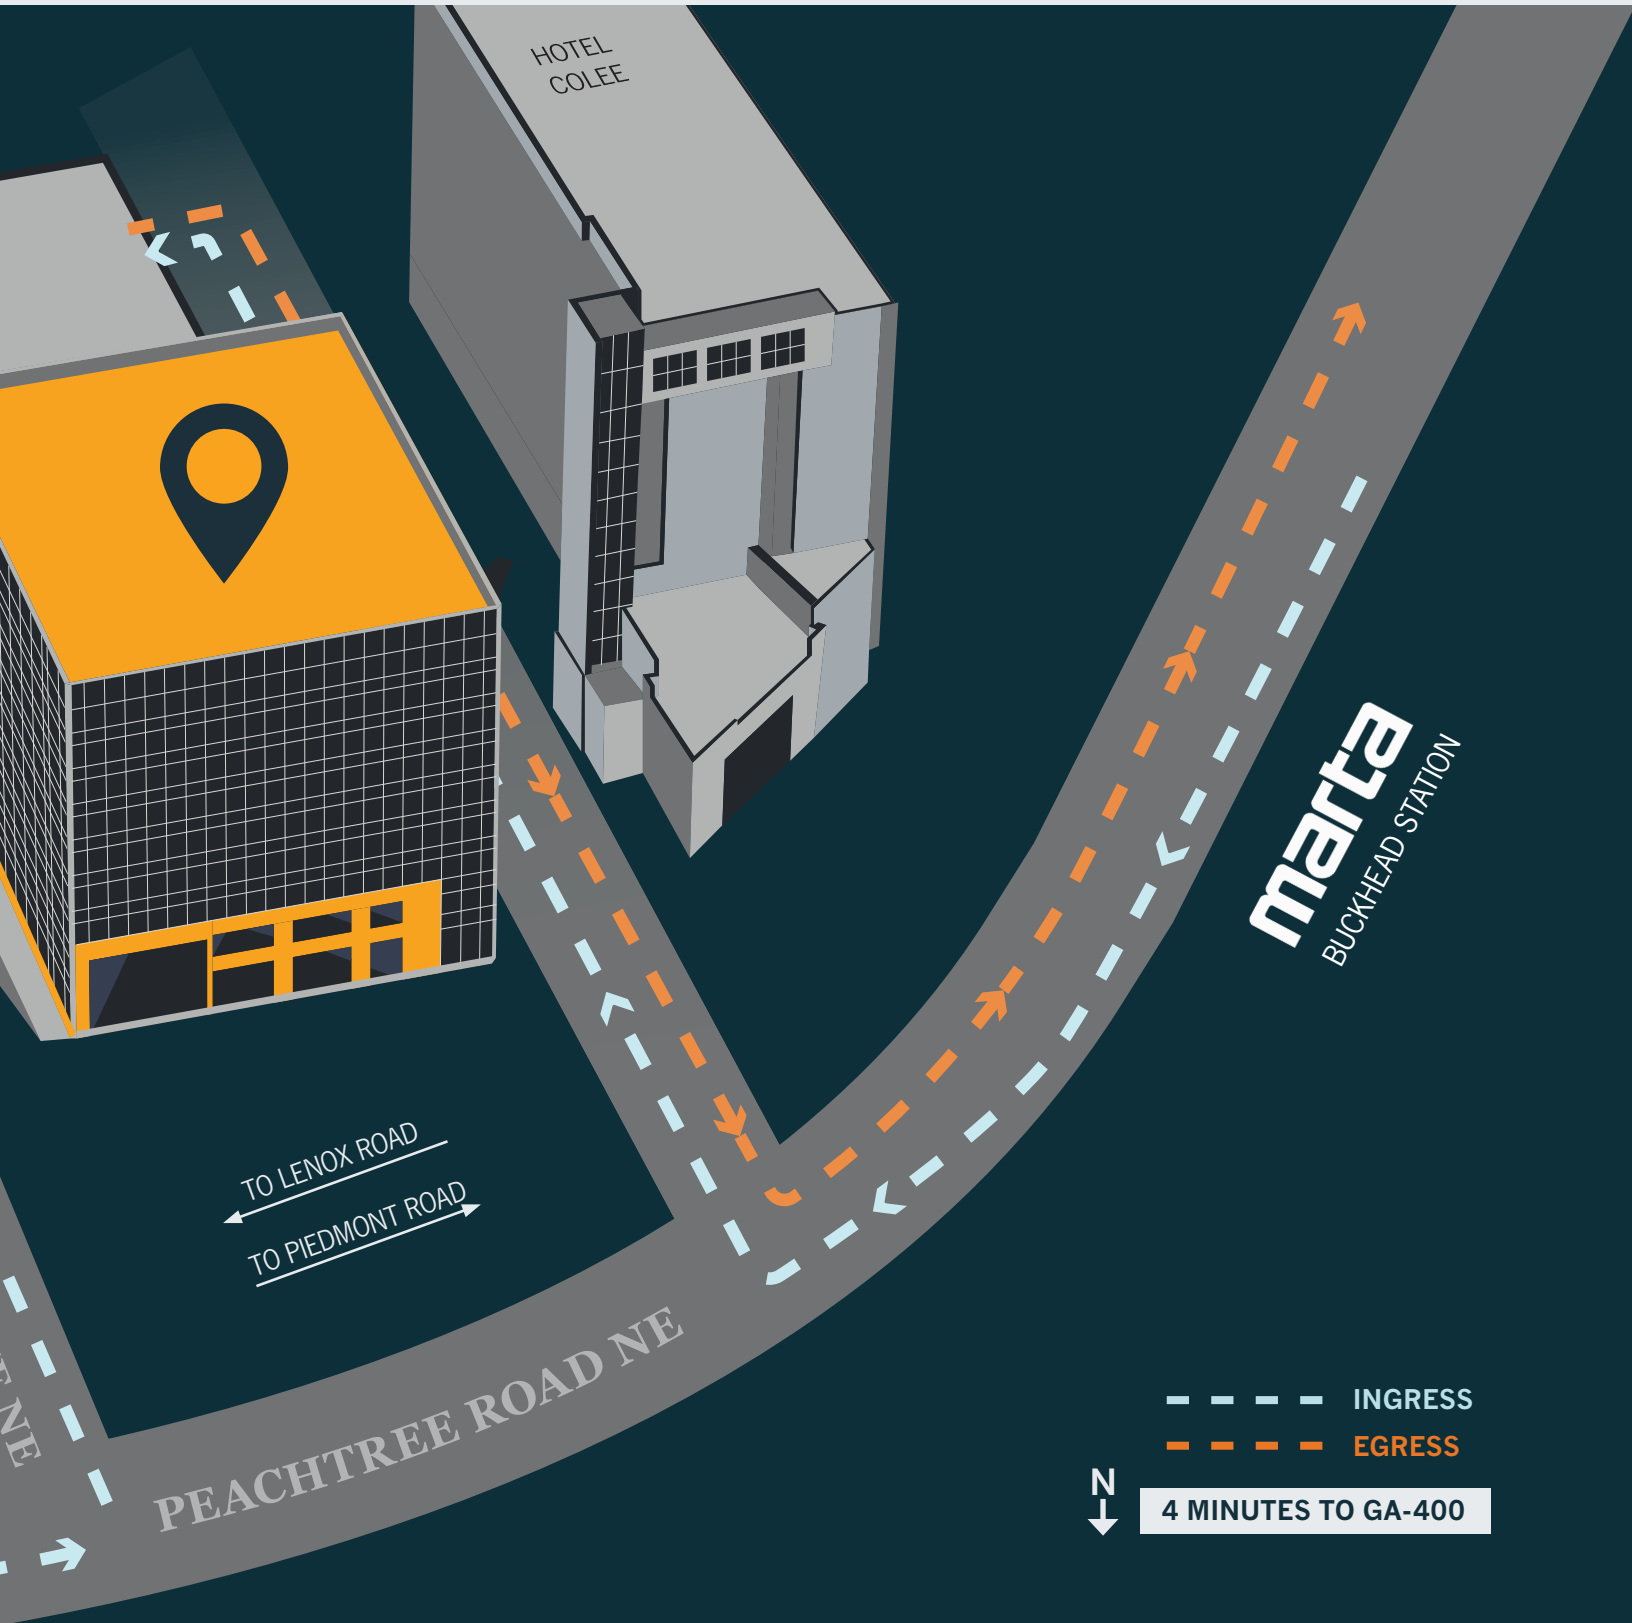 HOTEL
COLEE
marta
BUCKHEAD STATION
TO LENOX ROAD
TO PIEDMONT ROAD
PEACHTREE ROAD NE
NE
INGRESS
EGRESS
N
4 MINUTES TO GA-400